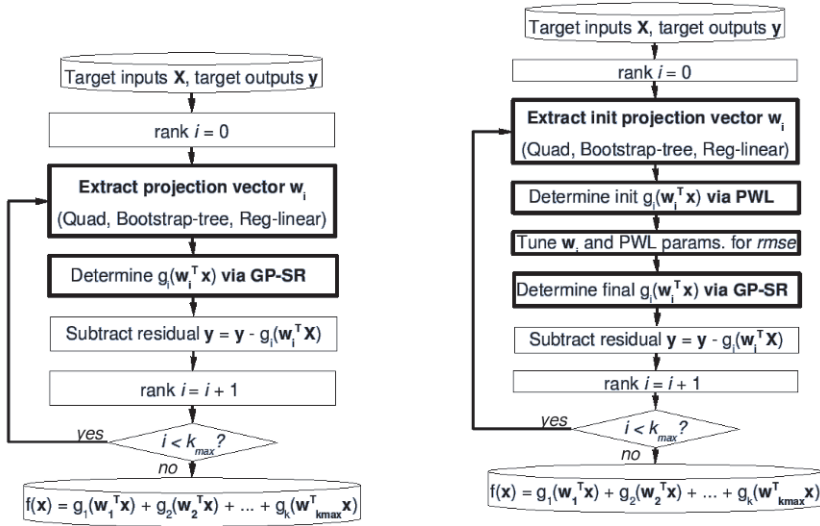 Target inputs X, target outputs y
rank i = 0
Extract projection vector w_i
(Quad, Bootstrap-tree, Reg-linear)
Determine g_i(w_i^T x) via GP-SR
Subtract residual y = y - g_i(w_i^T X)
rank i = i + 1
i < k_max?
yes
no
f(x) = g_1(w_1^T x) + g_2(w_2^T x) + ... + g_k(w_kmax^T x)
Target inputs X, target outputs y
rank i = 0
Extract init projection vector w_i
(Quad, Bootstrap-tree, Reg-linear)
Determine init g_i(w_i^T x) via PWL
Tune w_i and PWL params. for rmse
Determine final g_i(w_i^T x) via GP-SR
Subtract residual y = y - g_i(w_i^T X)
rank i = i + 1
yes
i < k_max?
no
f(x) = g_1(w_1^T x) + g_2(w_2^T x) + ... + g_k(w_kmax^T x)